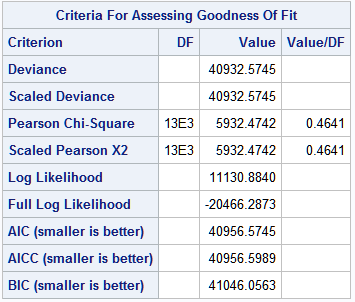 Criteria For Assessing Goodness Of Fit
Criterion DF Value Value/DF
Deviance 40932.5745
Scaled Deviance 40932.5745
Pearson Chi-Square 13E3 5932.4742 0.4641
Scaled Pearson X2 13E3 5932.4742 0.4641
Log Likelihood 11130.8840
Full Log Likelihood -20466.2873
AIC (smaller is better) 40956.5745
AICC (smaller is better) 40956.5989
BIC (smaller is better) 41046.0563